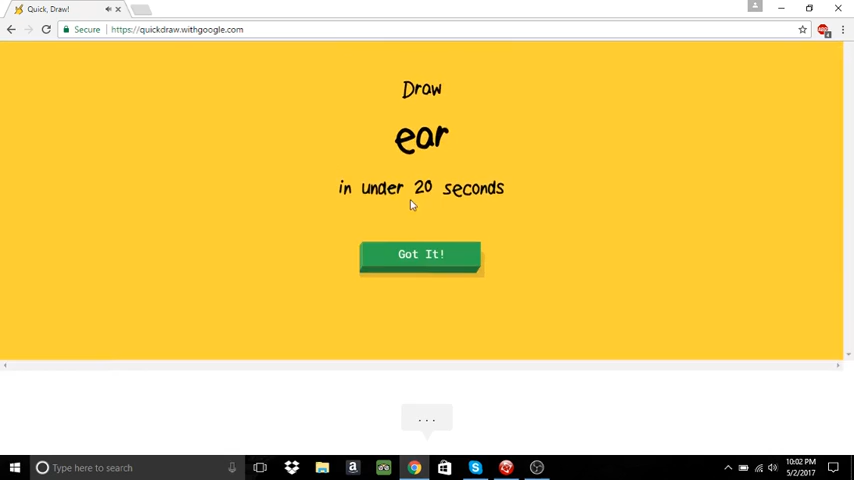 Quick, Draw!
Secure
https://quickdraw.withgoogle.com
Draw
ear
in under 20 seconds
Got It!
...
Type here to search
10:02 PM
5/2/2017